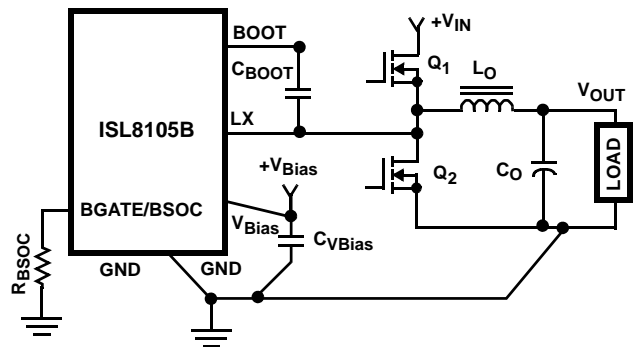 +VIN
BOOT
Q1
CBOOT
LO
VOUT
LX
ISL8105B
+VBias
Q2
CO
LOAD
BGATE/BSOC
VBias
CVBias
RBSOC
GND
GND